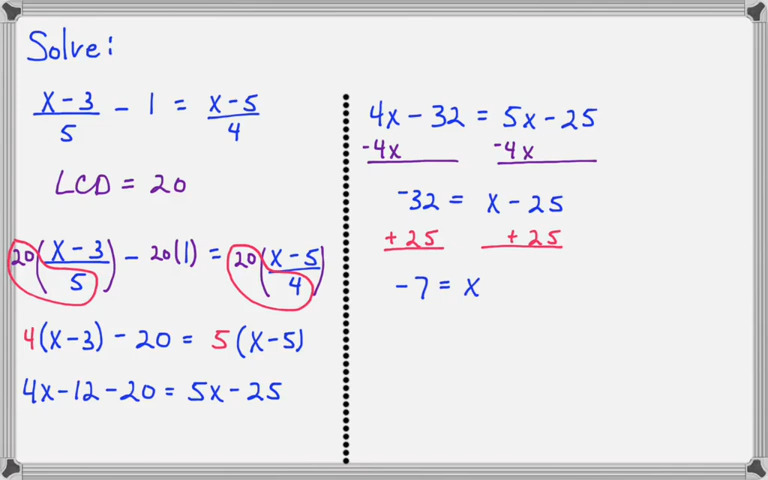 Solve:
x-3/5 - 1 = x-5/4
LCD = 20
20(x-3/5) - 20(1) = 20(x-5/4)
4(x-3) - 20 = 5(x-5)
4x-12-20 = 5x-25
4x-32 = 5x-25
-4x -4x
-32 = x-25
+25 +25
-7 = x